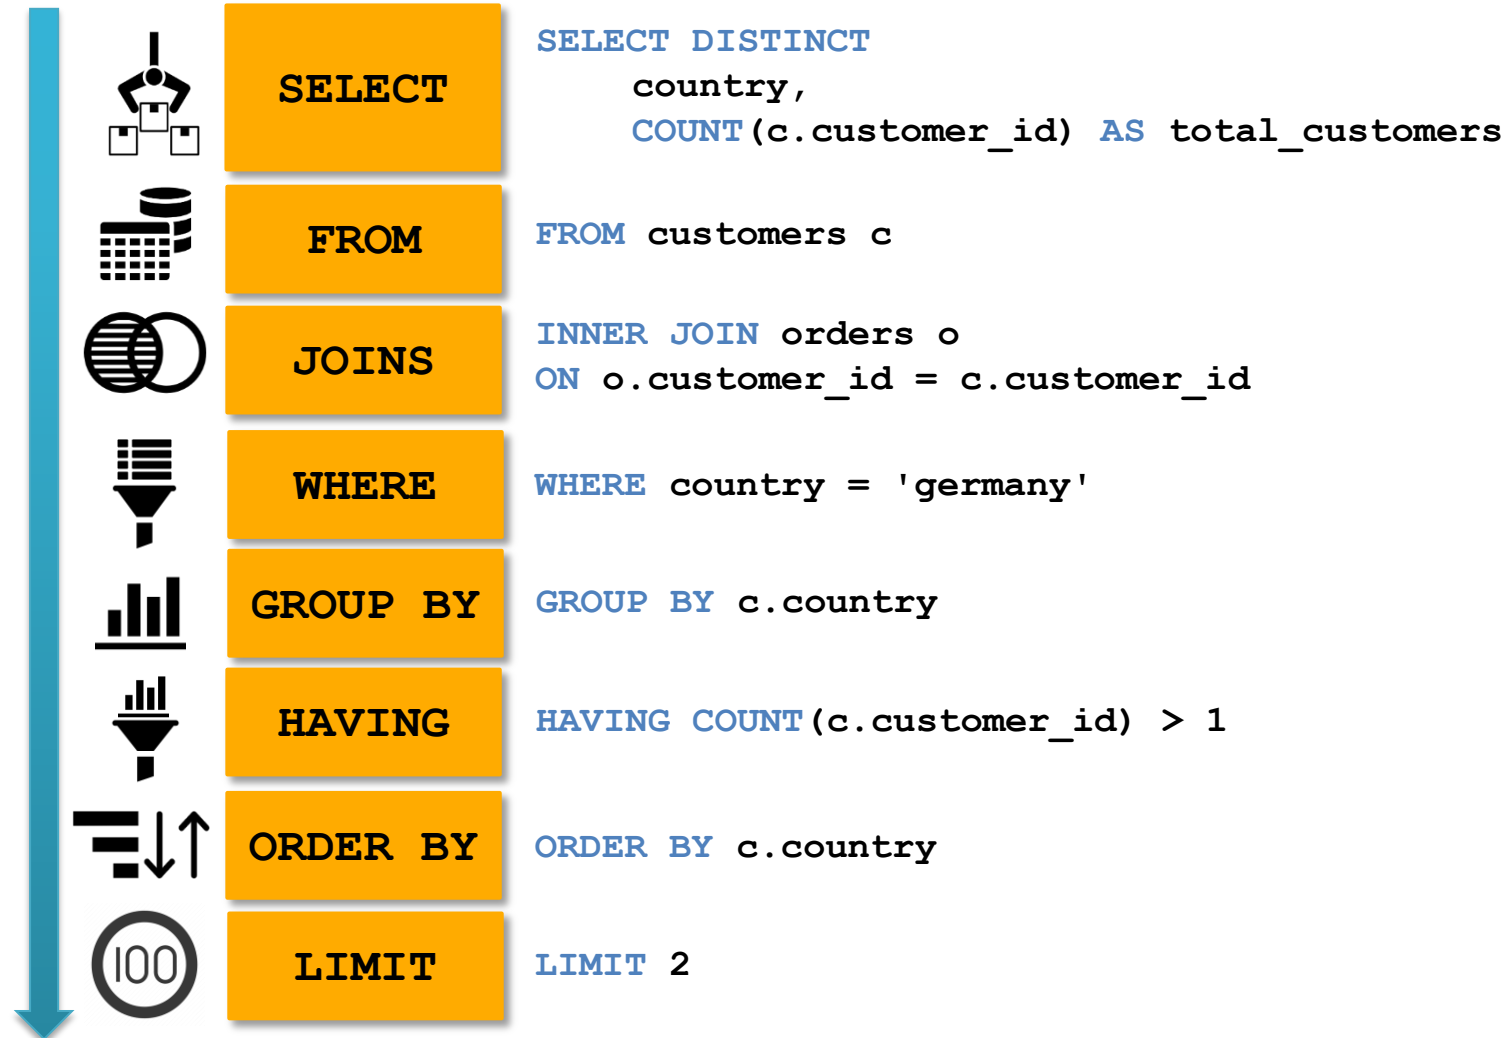 SELECT
SELECT DISTINCT
country,
COUNT(c.customer_id) AS total_customers
FROM
FROM customers c
JOINS
INNER JOIN orders o
ON o.customer_id = c.customer_id
WHERE
WHERE country = 'germany'
GROUP BY
GROUP BY c.country
HAVING
HAVING COUNT(c.customer_id) > 1
ORDER BY
ORDER BY c.country
100
LIMIT
LIMIT 2